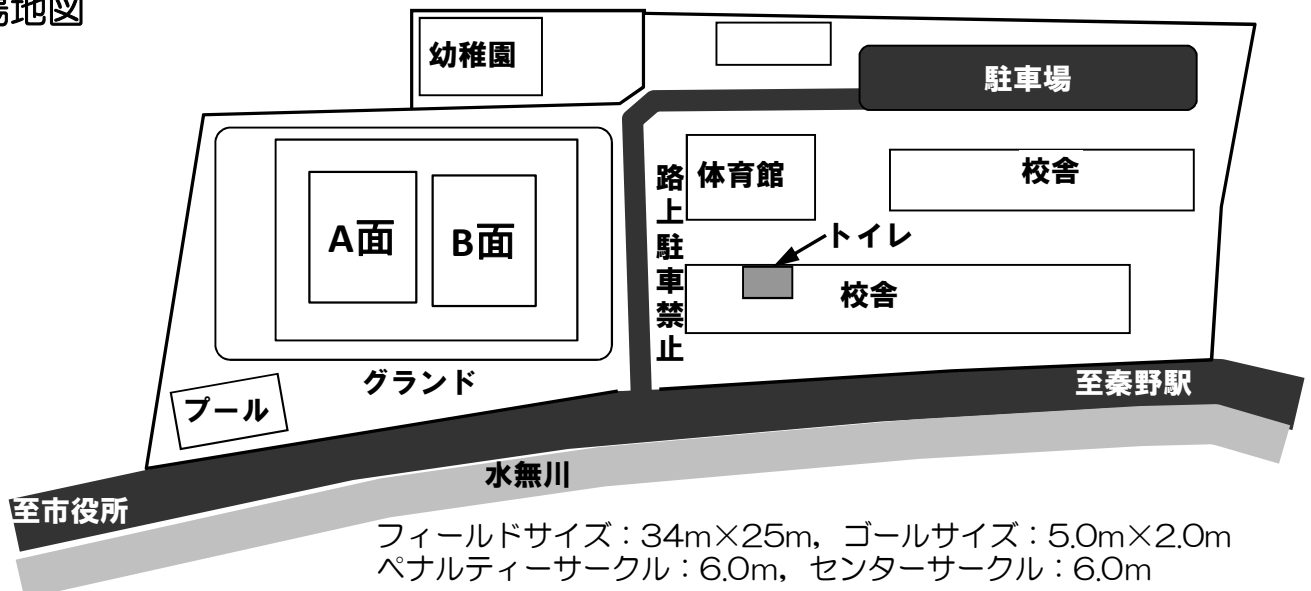 場地図
幼稚園
駐車場
体育館
校舎
路上駐車禁止
A面
B面
トイレ
校舎
グランド
プール
至秦野駅
水無川
至市役所
フィールドサイズ：34m×25m，ゴールサイズ：5.0m×2.0m
ペナルティーサークル：6.0m，センターサークル：6.0m